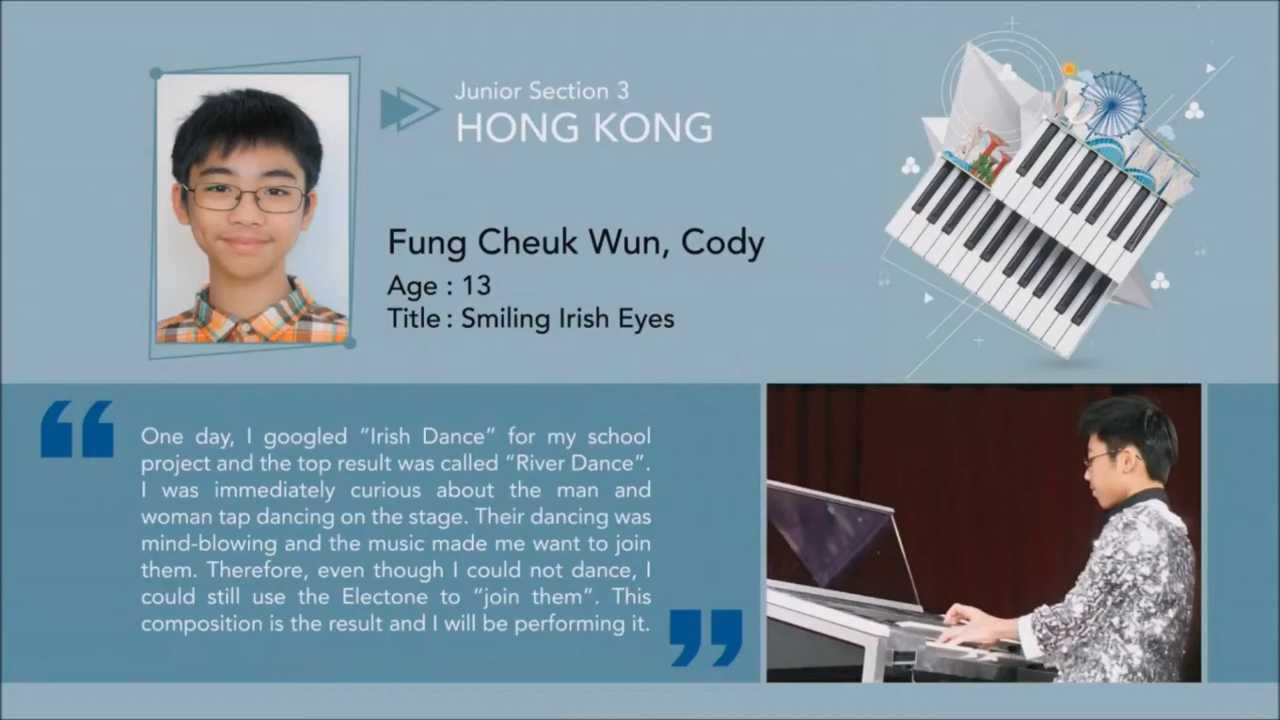 Junior Section 3
HONG KONG
Fung Cheuk Wun, Cody
Age : 13
Title : Smiling Irish Eyes
“
One day, I googled “Irish Dance” for my school
project and the top result was called “River Dance”.
I was immediately curious about the man and
woman tap dancing on the stage. Their dancing was
mind-blowing and the music made me want to join
them. Therefore, even though I could not dance, I
could still use the Electone to “join them”. This
composition is the result and I will be performing it.
”